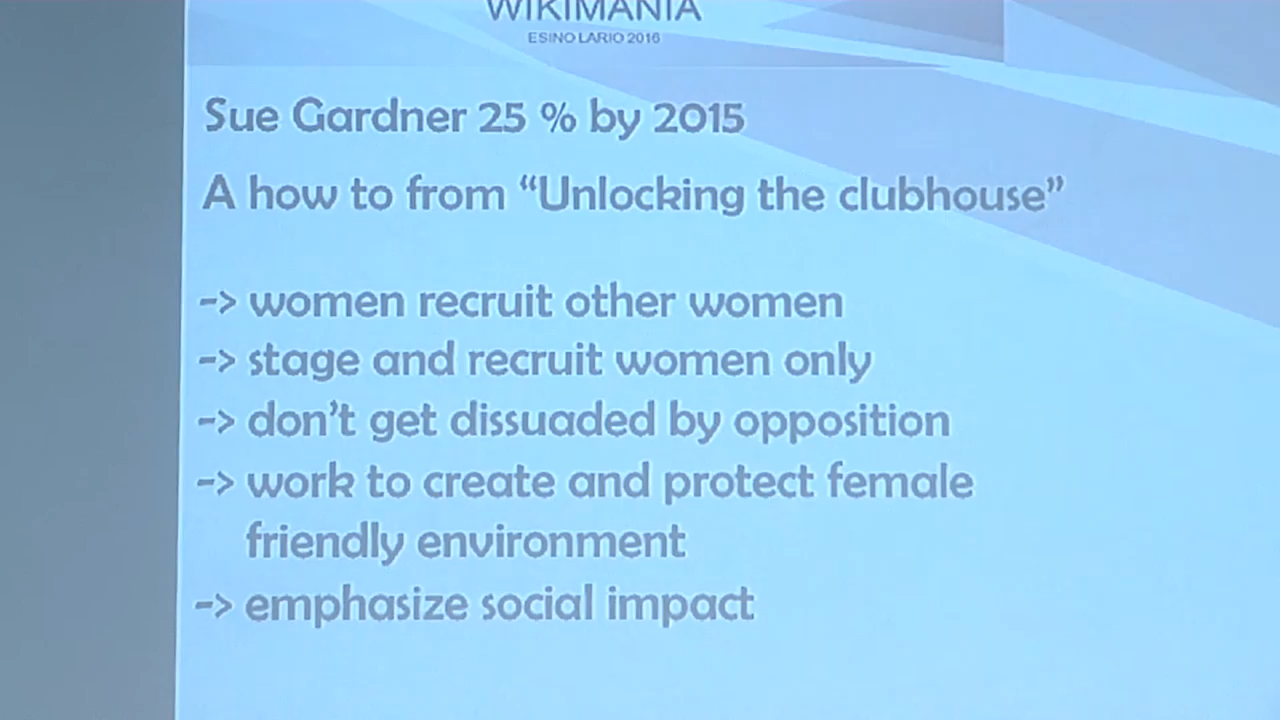 WIKIMANIA
ESINO LARIO 2016
Sue Gardner 25 % by 2015
A how to from “Unlocking the clubhouse”
-> women recruit other women
-> stage and recruit women only
-> don’t get dissuaded by opposition
-> work to create and protect female
friendly environment
-> emphasize social impact